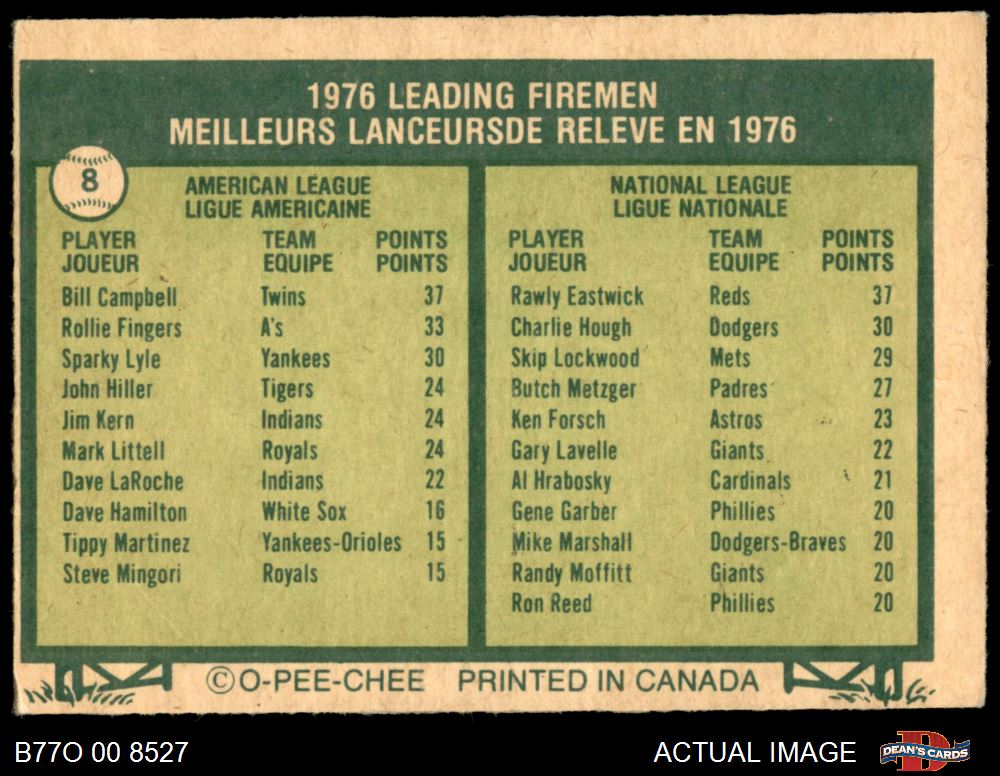 1976 LEADING FIREMEN
MEILLEURS LANCEURSDE RELEVE EN 1976
8
AMERICAN LEAGUE
LIGUE AMERICAINE
PLAYER TEAM POINTS
JOUEUR EQUIPE POINTS
Bill Campbell Twins 37
Rollie Fingers A's 33
Sparky Lyle Yankees 30
John Hiller Tigers 24
Jim Kern Indians 24
Mark Littell Royals 24
Dave LaRoche Indians 22
Dave Hamilton White Sox 16
Tippy Martinez Yankees-Orioles 15
Steve Mingori Royals 15
NATIONAL LEAGUE
LIGUE NATIONALE
PLAYER TEAM POINTS
JOUEUR EQUIPE POINTS
Rawly Eastwick Reds 37
Charlie Hough Dodgers 30
Skip Lockwood Mets 29
Butch Metzger Padres 27
Ken Forsch Astros 23
Gary Lavelle Giants 22
Al Hrabosky Cardinals 21
Gene Garber Phillies 20
Mike Marshall Dodgers-Braves 20
Randy Moffitt Giants 20
Ron Reed Phillies 20
©O-PEE-CHEE PRINTED IN CANADA
B77O 00 8527 ACTUAL IMAGE DEAN'S CARDS